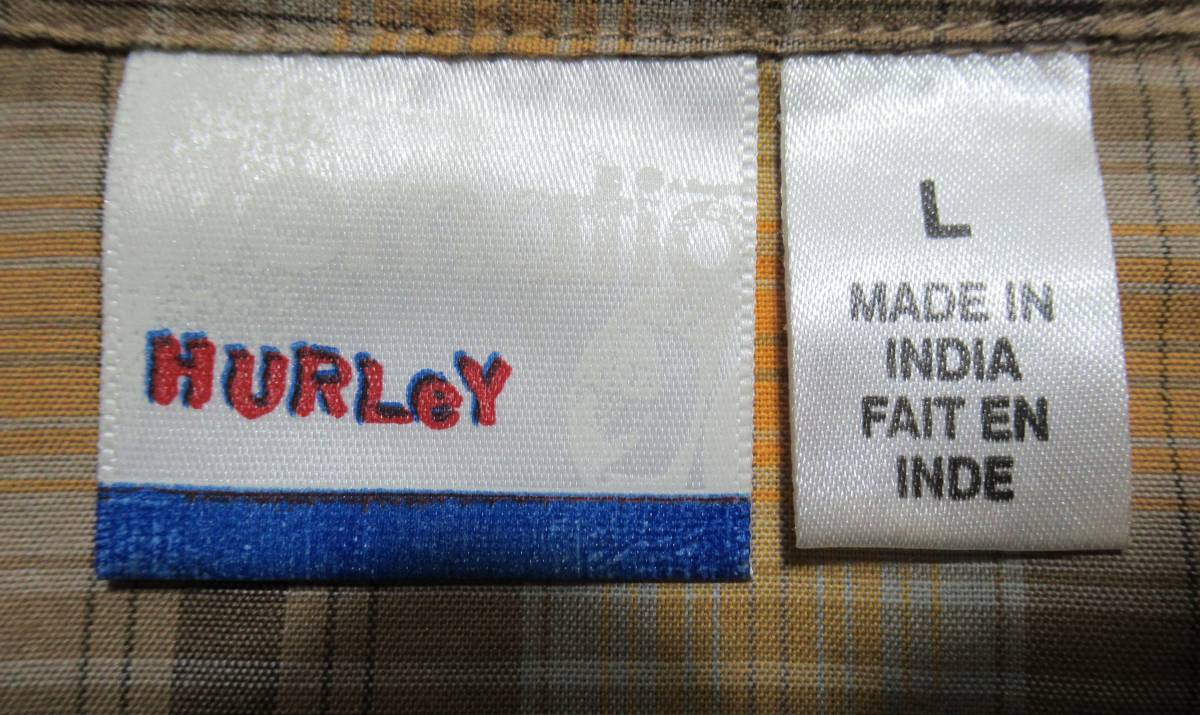 HURLeY
L
MADE IN
INDIA
FAIT EN
INDE